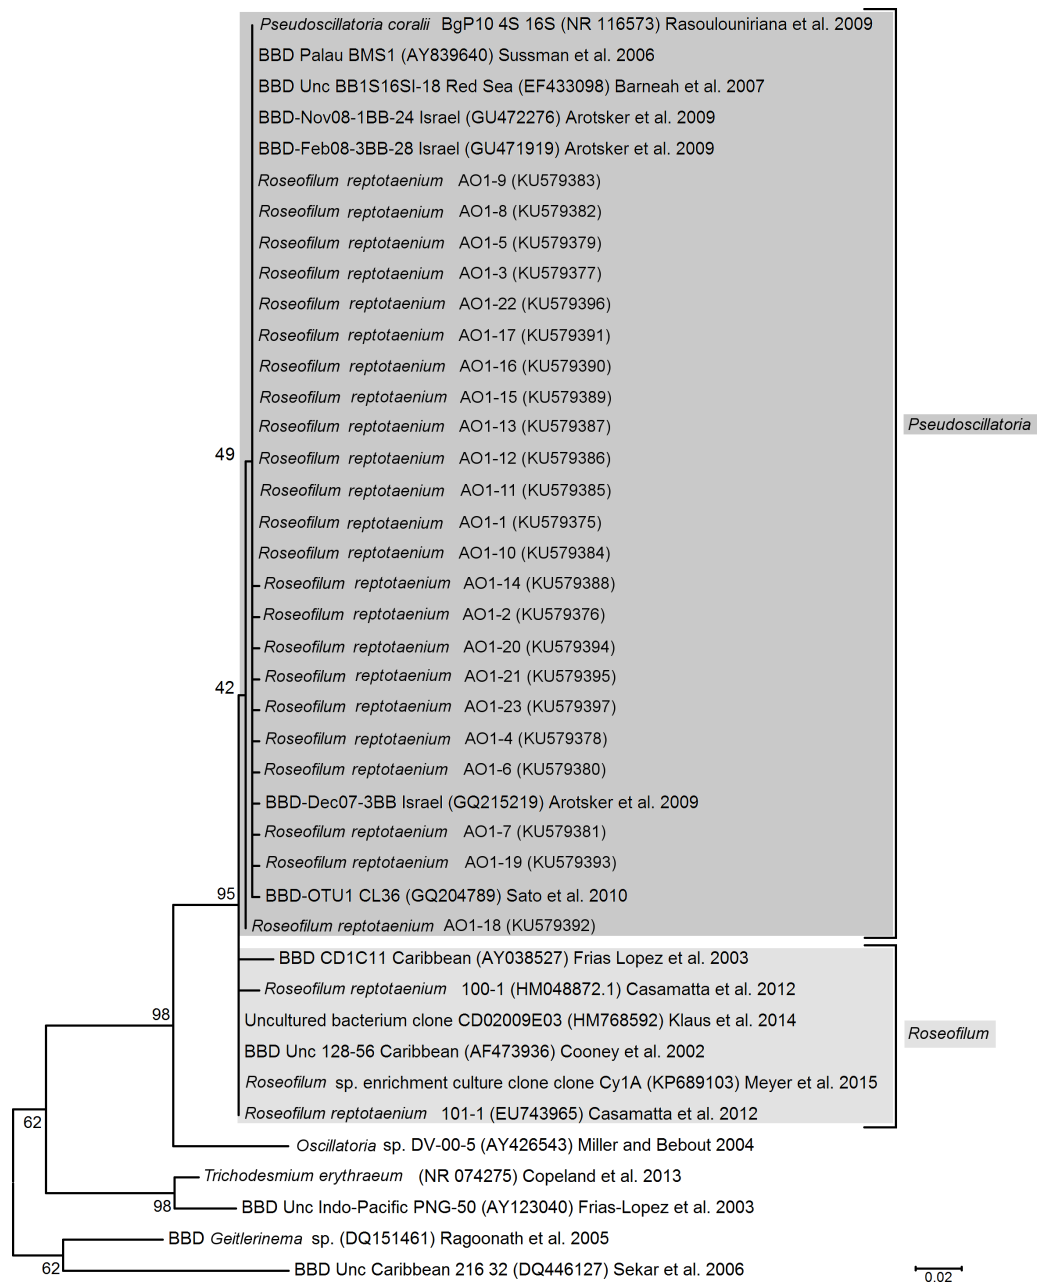 Pseudoscillatoria coralii BgP10 4S 16S (NR 116573) Rasoulouniriana et al. 2009
BBD Palau BMS1 (AY839640) Sussman et al. 2006
BBD Unc BB1S16SI-18 Red Sea (EF433098) Barneah et al. 2007
BBD-Nov08-1BB-24 Israel (GU472276) Arotsker et al. 2009
BBD-Feb08-3BB-28 Israel (GU471919) Arotsker et al. 2009
Roseofilum reptotaenium AO1-9 (KU579383)
Roseofilum reptotaenium AO1-8 (KU579382)
Roseofilum reptotaenium AO1-5 (KU579379)
Roseofilum reptotaenium AO1-3 (KU579377)
Roseofilum reptotaenium AO1-22 (KU579396)
Roseofilum reptotaenium AO1-17 (KU579391)
Roseofilum reptotaenium AO1-16 (KU579390)
Roseofilum reptotaenium AO1-15 (KU579389)
Roseofilum reptotaenium AO1-13 (KU579387)
Pseudoscillatoria
49
Roseofilum reptotaenium AO1-12 (KU579386)
Roseofilum reptotaenium AO1-11 (KU579385)
Roseofilum reptotaenium AO1-1 (KU579375)
Roseofilum reptotaenium AO1-10 (KU579384)
Roseofilum reptotaenium AO1-14 (KU579388)
Roseofilum reptotaenium AO1-2 (KU579376)
Roseofilum reptotaenium AO1-20 (KU579394)
Roseofilum reptotaenium AO1-21 (KU579395)
42
Roseofilum reptotaenium AO1-23 (KU579397)
Roseofilum reptotaenium AO1-4 (KU579378)
Roseofilum reptotaenium AO1-6 (KU579380)
BBD-Dec07-3BB Israel (GQ215219) Arotsker et al. 2009
Roseofilum reptotaenium AO1-7 (KU579381)
Roseofilum reptotaenium AO1-19 (KU579393)
95
BBD-OTU1 CL36 (GQ204789) Sato et al. 2010
Roseofilum reptotaenium AO1-18 (KU579392)
BBD CD1C11 Caribbean (AY038527) Frias Lopez et al. 2003
Roseofilum reptotaenium 100-1 (HM048872.1) Casamatta et al. 2012
98
Uncultured bacterium clone CD02009E03 (HM768592) Klaus et al. 2014
Roseofilum
BBD Unc 128-56 Caribbean (AF473936) Cooney et al. 2002
Roseofilum sp. enrichment culture clone clone Cy1A (KP689103) Meyer et al. 2015
Roseofilum reptotaenium 101-1 (EU743965) Casamatta et al. 2012
62
Oscillatoria sp. DV-00-5 (AY426543) Miller and Bebout 2004
Trichodesmium erythraeum (NR 074275) Copeland et al. 2013
98
BBD Unc Indo-Pacific PNG-50 (AY123040) Frias-Lopez et al. 2003
BBD Geitlerinema sp. (DQ151461) Ragoonath et al. 2005
62
BBD Unc Caribbean 216 32 (DQ446127) Sekar et al. 2006
0.02